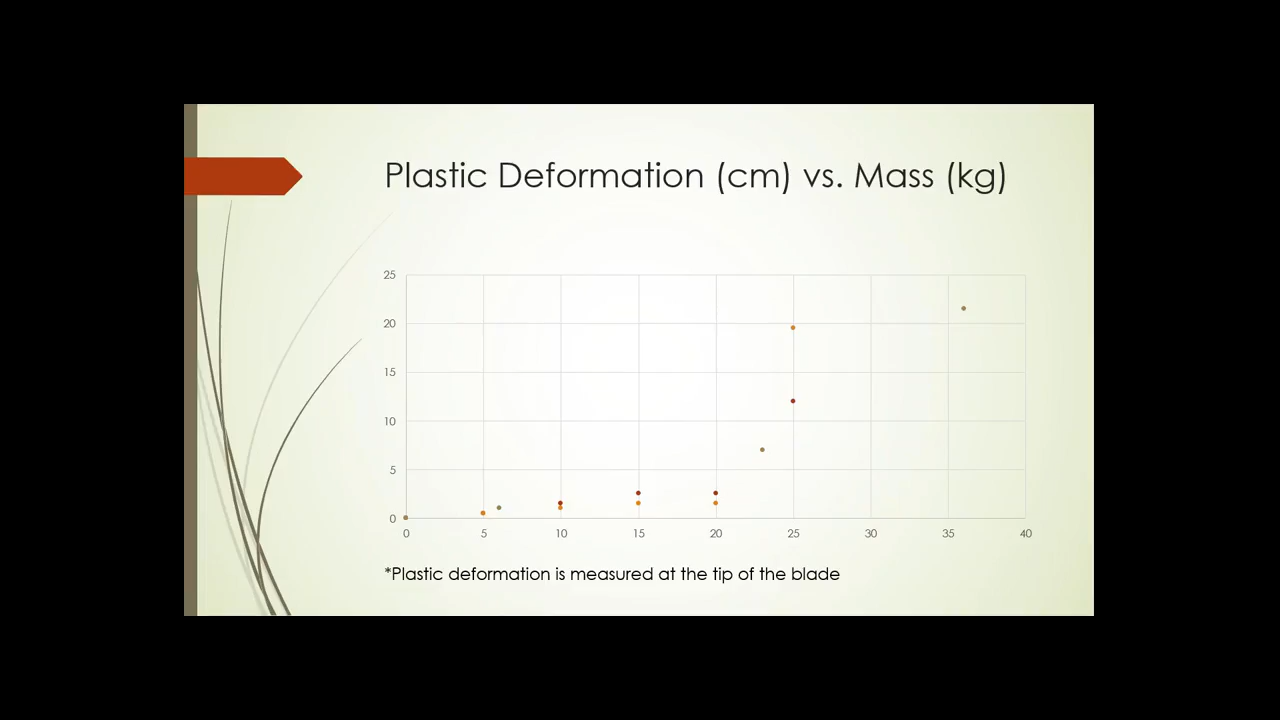 Plastic Deformation (cm) vs. Mass (kg)
25
20
15
10
5
0
0 5 10 15 20 25 30 35 40
*Plastic deformation is measured at the tip of the blade